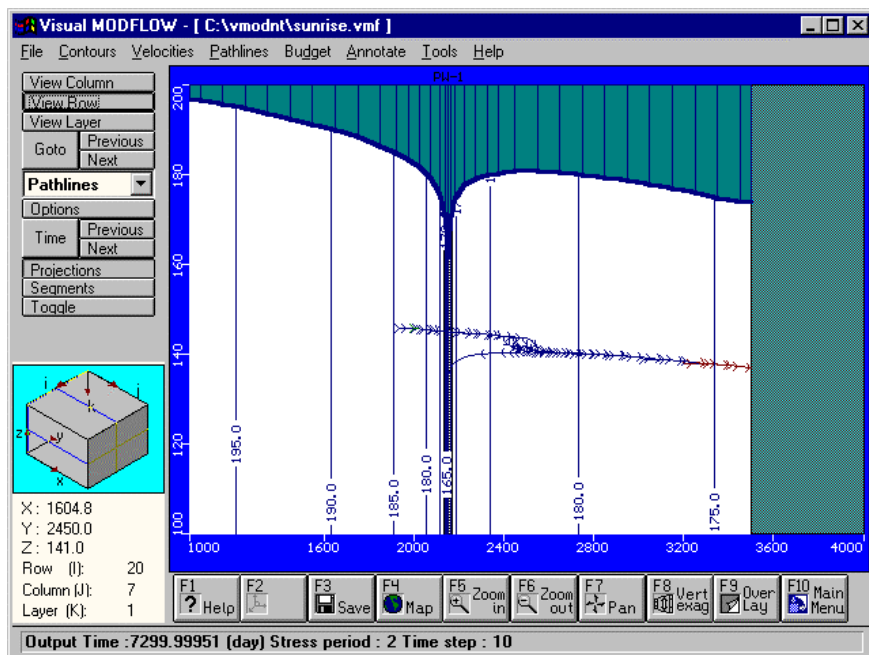 Visual MODFLOW - [ C:\vmodnt\sunrise.vmf ]
File Contours Velocities Pathlines Budget Annotate Tools Help
View Column
View Row
View Layer
Goto
Previous
Next
Pathlines
Options
Time
Previous
Next
Projections
Segments
Toggle
i
j
k
z
y
x
X : 1604.8
Y : 2450.0
Z : 141.0
Row (I): 20
Column (J): 7
Layer (K): 1
PW-1
200
180
160
140
120
100
195.0
190.0
185.0
180.0
165.0
180.0
175.0
1000 1600 2000 2400 2800 3200 3600 4000
F1 ? Help
F2
F3 Save
F4 Map
F5 Zoom in
F6 Zoom out
F7 Pan
F8 Vert exag
F9 Over Lay
F10 Main Menu
Output Time :7299.99951 (day) Stress period : 2 Time step : 10